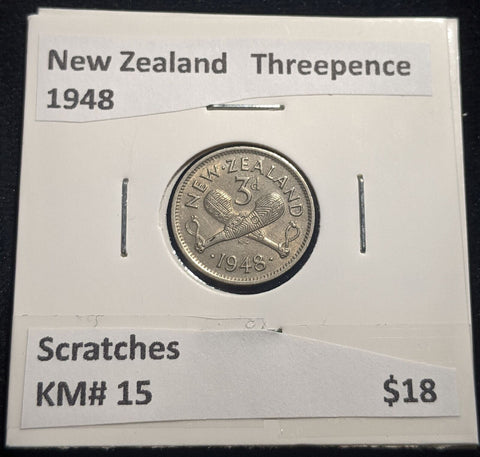 New Zealand Threepence
1948
NEW·ZEALAND
3d
·1948·
Scratches
KM# 15 $18